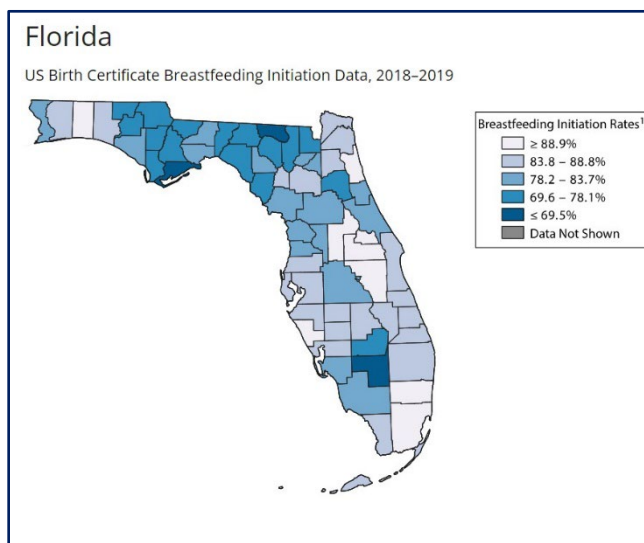 Florida
US Birth Certificate Breastfeeding Initiation Data, 2018–2019
Breastfeeding Initiation Rates¹
≥ 88.9%
83.8 – 88.8%
78.2 – 83.7%
69.6 – 78.1%
≤ 69.5%
Data Not Shown